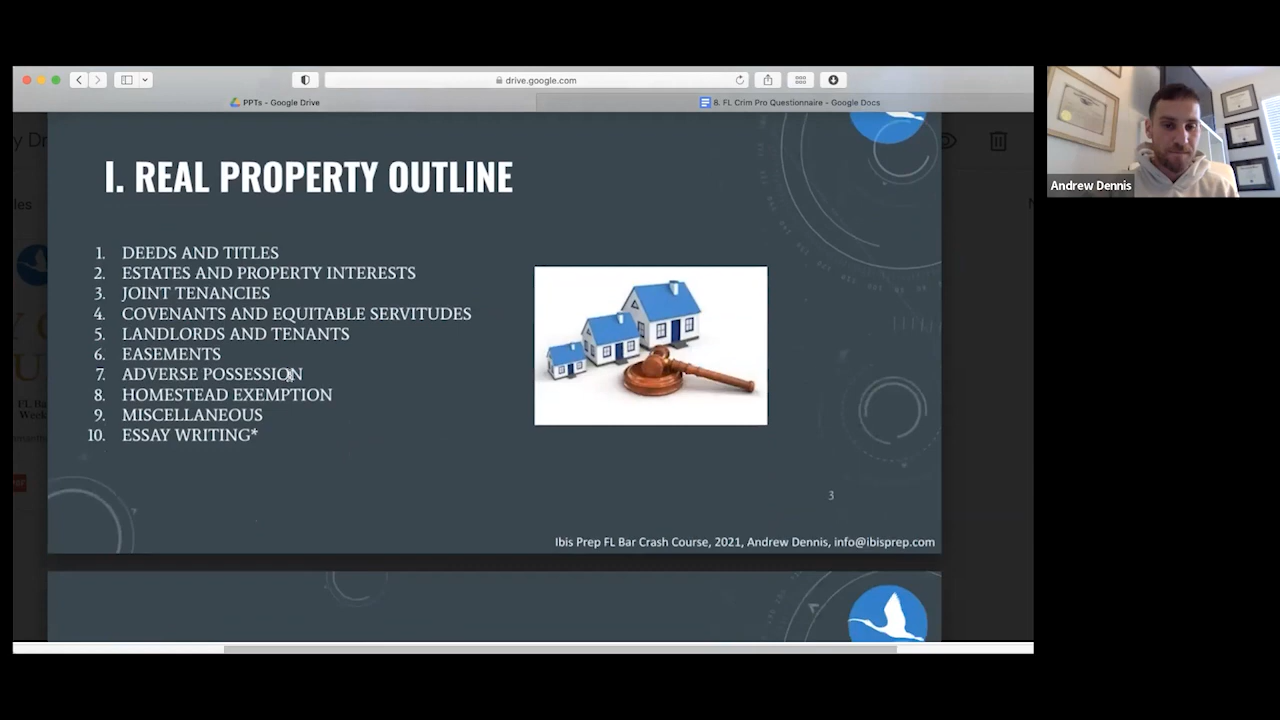 drive.google.com
PPTs - Google Drive
8. FL Crim Pro Questionnaire - Google Docs
I. REAL PROPERTY OUTLINE
1. DEEDS AND TITLES
2. ESTATES AND PROPERTY INTERESTS
3. JOINT TENANCIES
4. COVENANTS AND EQUITABLE SERVITUDES
5. LANDLORDS AND TENANTS
6. EASEMENTS
7. ADVERSE POSSESSION
8. HOMESTEAD EXEMPTION
9. MISCELLANEOUS
10. ESSAY WRITING*
3
Ibis Prep FL Bar Crash Course, 2021, Andrew Dennis, info@ibisprep.com
Andrew Dennis